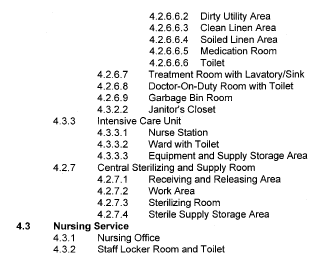 4.2.6.6.2 Dirty Utility Area
4.2.6.6.3 Clean Linen Area
4.2.6.6.4 Soiled Linen Area
4.2.6.6.5 Medication Room
4.2.6.6.6 Toilet
4.2.6.7 Treatment Room with Lavatory/Sink
4.2.6.8 Doctor-On-Duty Room with Toilet
4.2.6.9 Garbage Bin Room
4.3.2.2 Janitor's Closet
4.3.3 Intensive Care Unit
4.3.3.1 Nurse Station
4.3.3.2 Ward with Toilet
4.3.3.3 Equipment and Supply Storage Area
4.2.7 Central Sterilizing and Supply Room
4.2.7.1 Receiving and Releasing Area
4.2.7.2 Work Area
4.2.7.3 Sterilizing Room
4.2.7.4 Sterile Supply Storage Area
4.3 Nursing Service
4.3.1 Nursing Office
4.3.2 Staff Locker Room and Toilet